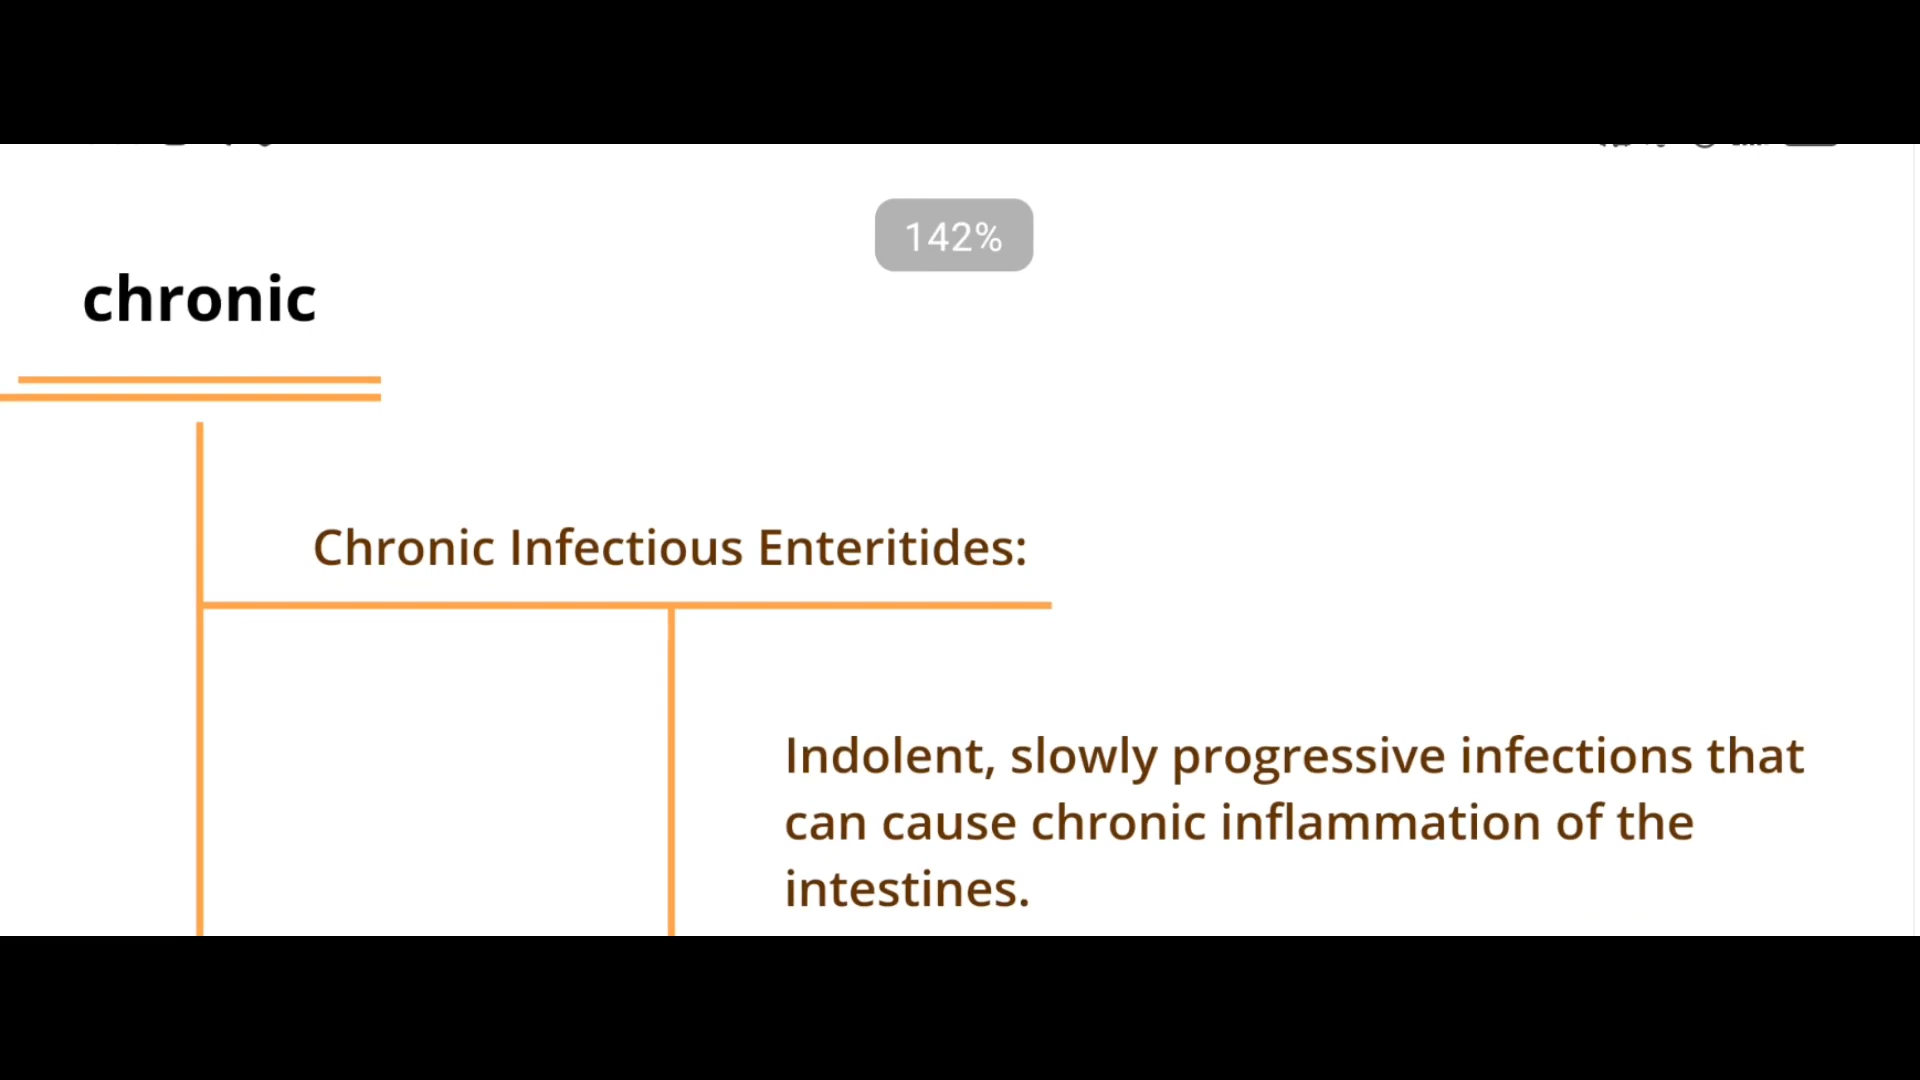 142%
chronic
Chronic Infectious Enteritides:
Indolent, slowly progressive infections that
can cause chronic inflammation of the
intestines.